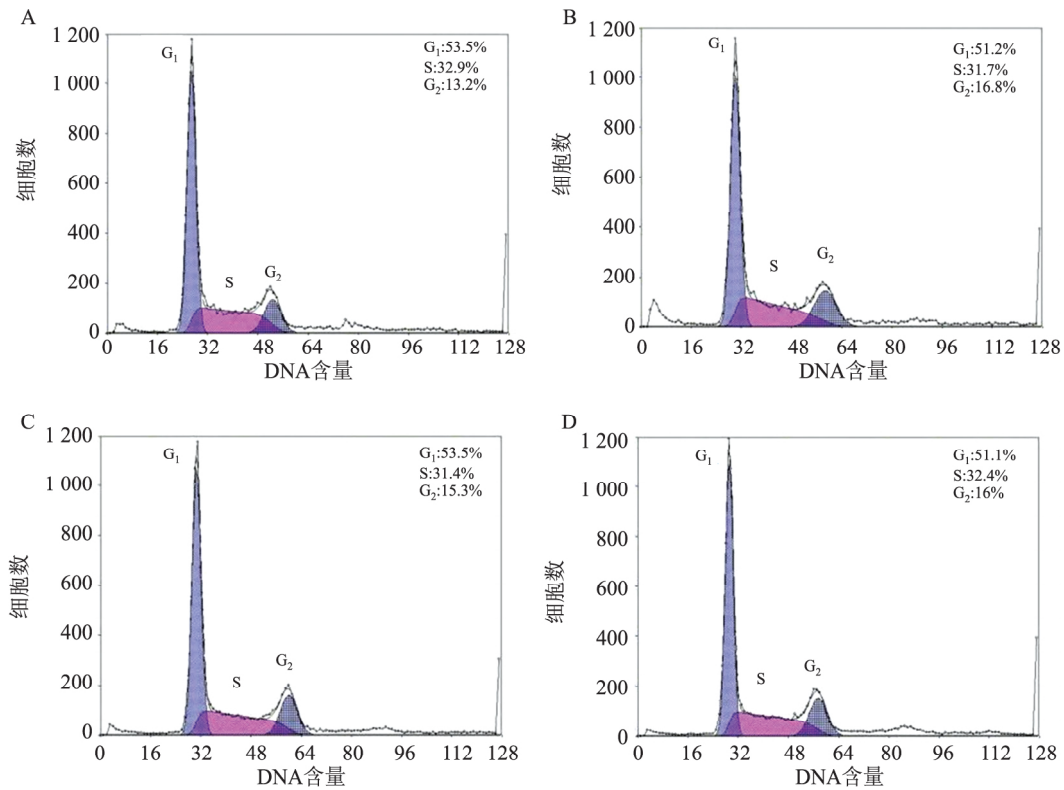 A
1 200
1 000
800
600
400
200
0
细胞数
G₁
S
G₂
G₁:53.5%
S:32.9%
G₂:13.2%
0 16 32 48 64 80 96 112 128
DNA含量
B
1 200
1 000
800
600
400
200
0
细胞数
G₁
S
G₂
G₁:51.2%
S:31.7%
G₂:16.8%
0 16 32 48 64 80 96 112 128
DNA含量
C
1 200
1 000
800
600
400
200
0
细胞数
G₁
S
G₂
G₁:53.5%
S:31.4%
G₂:15.3%
0 16 32 48 64 80 96 112 128
DNA含量
D
1 200
1 000
800
600
400
200
0
细胞数
G₁
S
G₂
G₁:51.1%
S:32.4%
G₂:16%
0 16 32 48 64 80 96 112 128
DNA含量